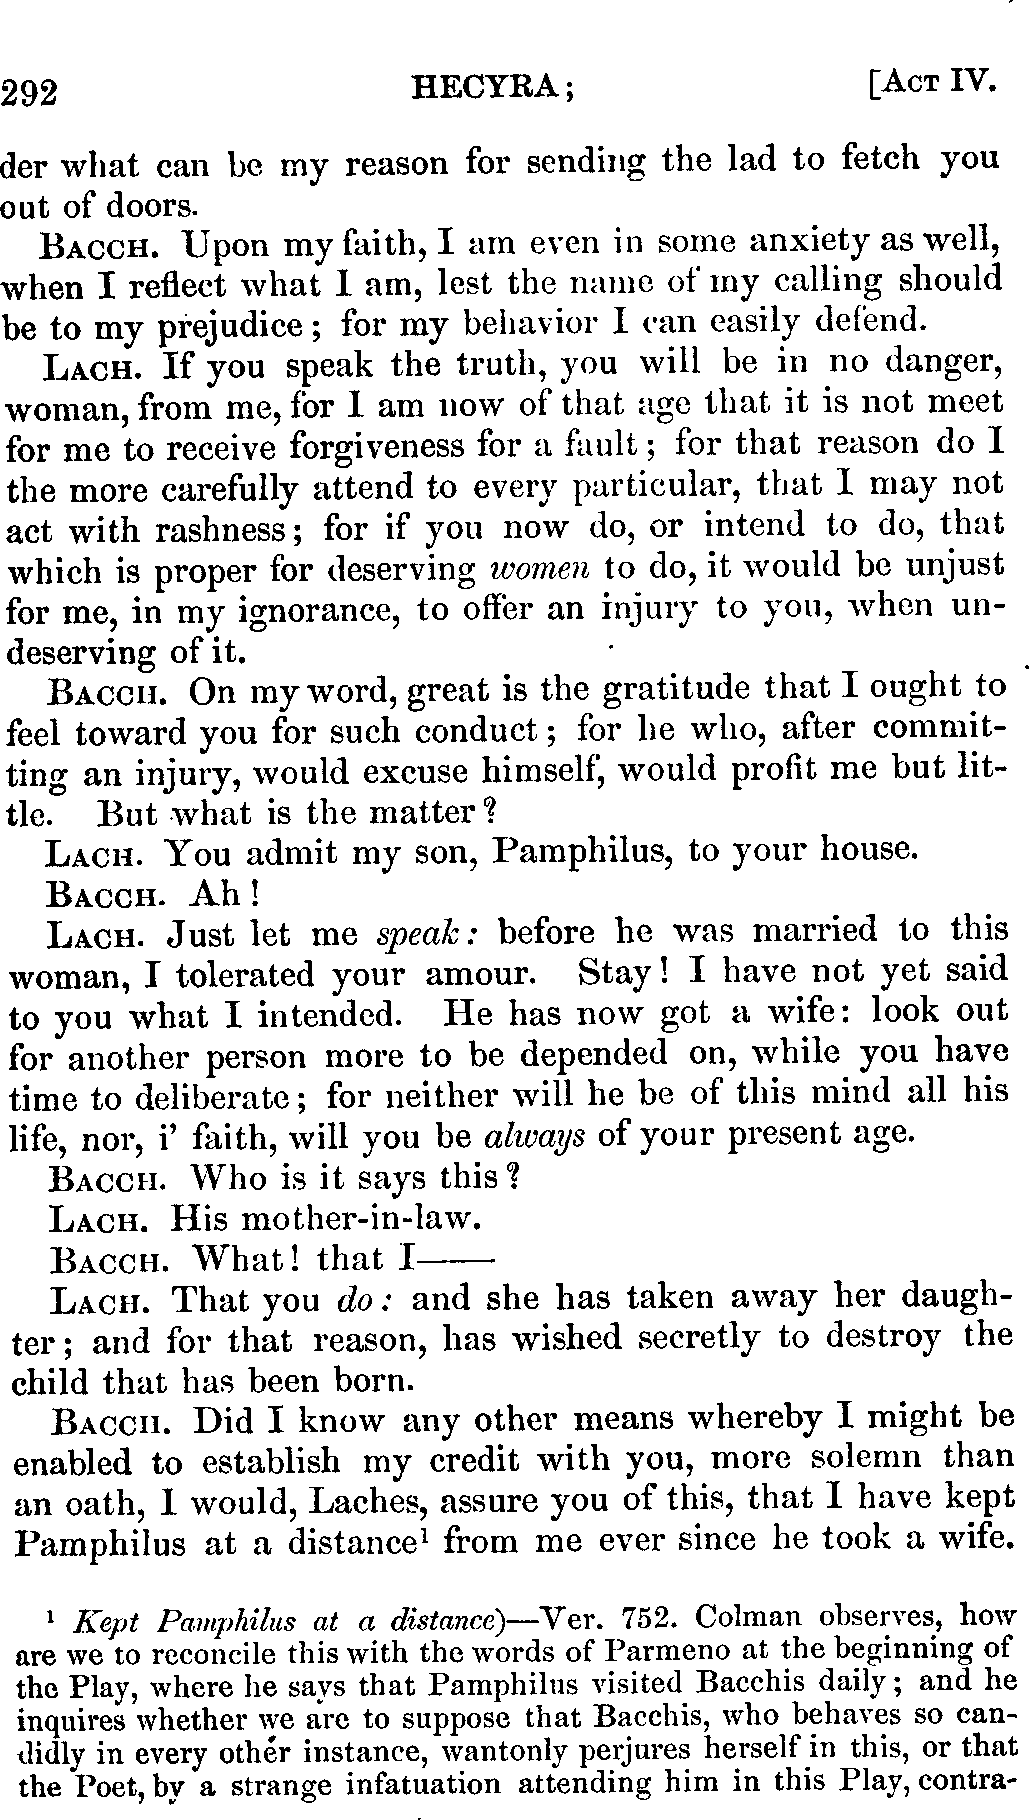 292 HECYRA; [ACT IV.
der what can be my reason for sending the lad to fetch you
out of doors.
BACCH. Upon my faith, I am even in some anxiety as well,
when I reflect what I am, lest the name of my calling should
be to my prejudice; for my behavior I can easily defend.
LACH. If you speak the truth, you will be in no danger,
woman, from me, for I am now of that age that it is not meet
for me to receive forgiveness for a fault; for that reason do I
the more carefully attend to every particular, that I may not
act with rashness; for if you now do, or intend to do, that
which is proper for deserving women to do, it would be unjust
for me, in my ignorance, to offer an injury to you, when un-
deserving of it.
BACCH. On my word, great is the gratitude that I ought to
feel toward you for such conduct; for he who, after commit-
ting an injury, would excuse himself, would profit me but lit-
tle. But what is the matter?
LACH. You admit my son, Pamphilus, to your house.
BACCH. Ah!
LACH. Just let me speak: before he was married to this
woman, I tolerated your amour. Stay! I have not yet said
to you what I intended. He has now got a wife: look out
for another person more to be depended on, while you have
time to deliberate; for neither will he be of this mind all his
life, nor, i' faith, will you be always of your present age.
BACCH. Who is it says this?
LACH. His mother-in-law.
BACCH. What! that I——
LACH. That you do: and she has taken away her daugh-
ter; and for that reason, has wished secretly to destroy the
child that has been born.
BACCH. Did I know any other means whereby I might be
enabled to establish my credit with you, more solemn than
an oath, I would, Laches, assure you of this, that I have kept
Pamphilus at a distance¹ from me ever since he took a wife.
¹ Kept Pamphilus at a distance)—Ver. 752. Colman observes, how
are we to reconcile this with the words of Parmeno at the beginning of
the Play, where he says that Pamphilus visited Bacchis daily; and he
inquires whether we are to suppose that Bacchis, who behaves so can-
didly in every other instance, wantonly perjures herself in this, or that
the Poet, by a strange infatuation attending him in this Play, contra-